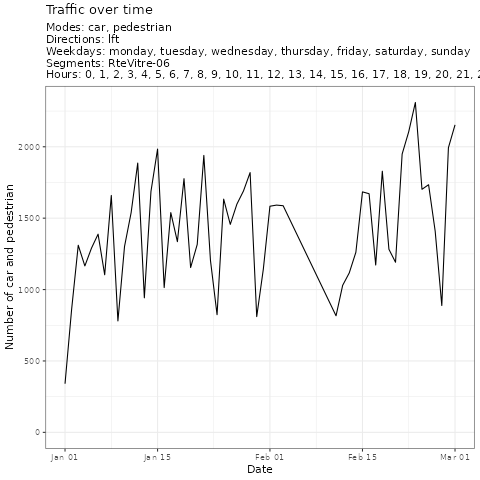 Traffic over time
Modes: car, pedestrian
Directions: lft
Weekdays: monday, tuesday, wednesday, thursday, friday, saturday, sunday
Segments: RteVitre-06
Hours: 0, 1, 2, 3, 4, 5, 6, 7, 8, 9, 10, 11, 12, 13, 14, 15, 16, 17, 18, 19, 20, 21, 2
Number of car and pedestrian
2000
1500
1000
500
0
Jan 01 Jan 15 Feb 01 Feb 15 Mar 01
Date